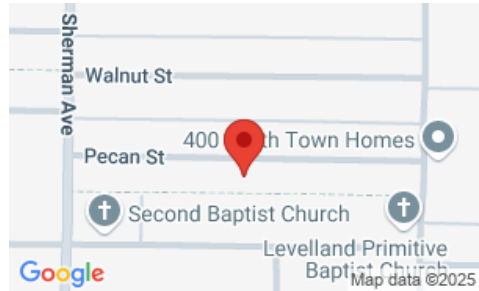 Sherman Ave
Walnut St
400 th Town Homes
Pecan St
Second Baptist Church
Levelland Primitive
Baptist Church
Google
Map data ©2025